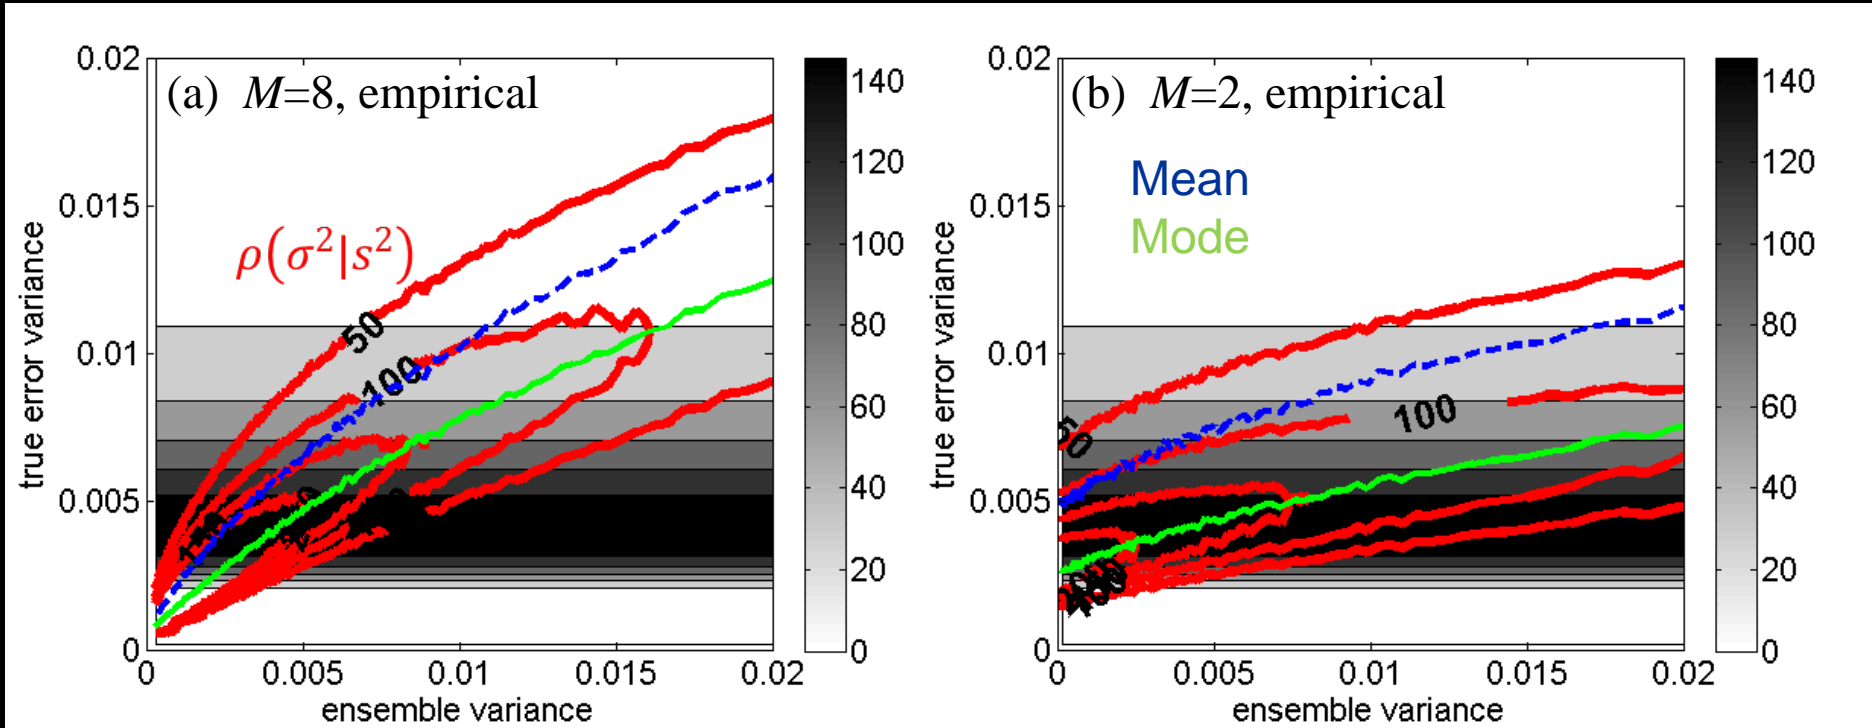 (a) M=8, empirical
ρ(σ²|s²)
50
100
true error variance
0.02
0.015
0.01
0.005
0
0 0.005 0.01 0.015 0.02
ensemble variance
140
120
100
80
60
40
20
0
(b) M=2, empirical
Mean
Mode
50
100
true error variance
0.02
0.015
0.01
0.005
0
0 0.005 0.01 0.015 0.02
ensemble variance
140
120
100
80
60
40
20
0